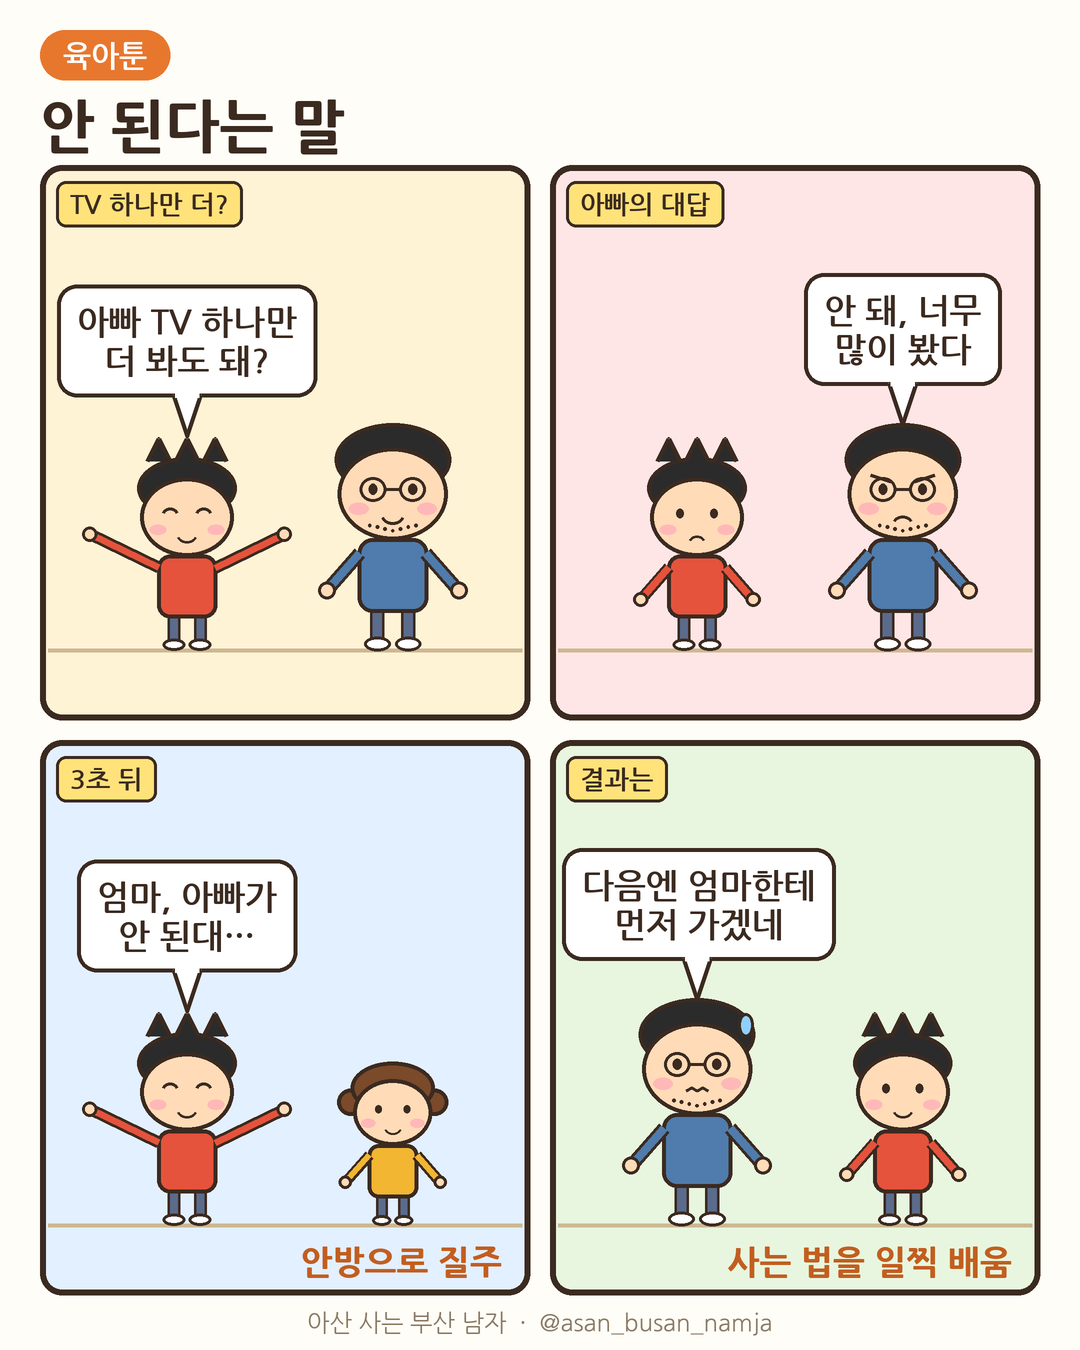 육아툰
안 된다는 말
TV 하나만 더?
아빠 TV 하나만
더 봐도 돼?
아빠의 대답
안 돼, 너무
많이 봤다
3초 뒤
엄마, 아빠가
안 된대…
안방으로 질주
결과는
다음엔 엄마한테
먼저 가겠네
사는 법을 일찍 배움
아산 사는 부산 남자 · @asan_busan_namja